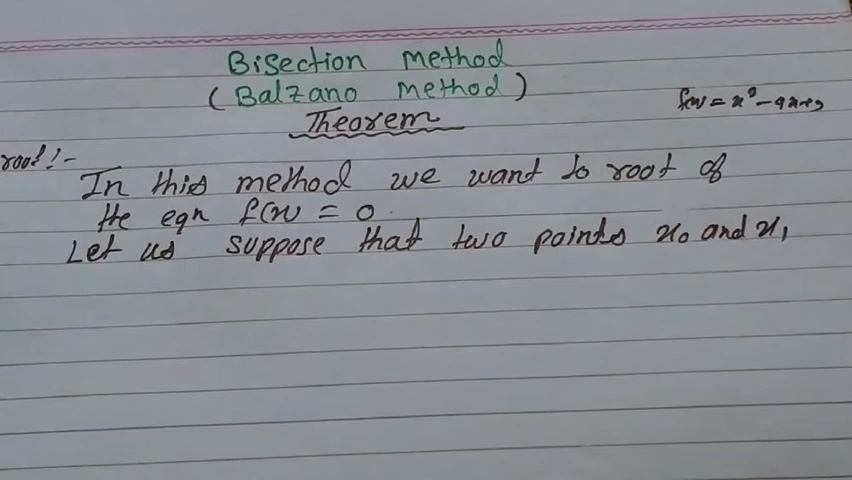 Bisection Method
(Balzano Method)
Theorem
roof :-
In this method we want to root of
the eqn f(x) = 0.
Let us suppose that two points x₀ and x₁